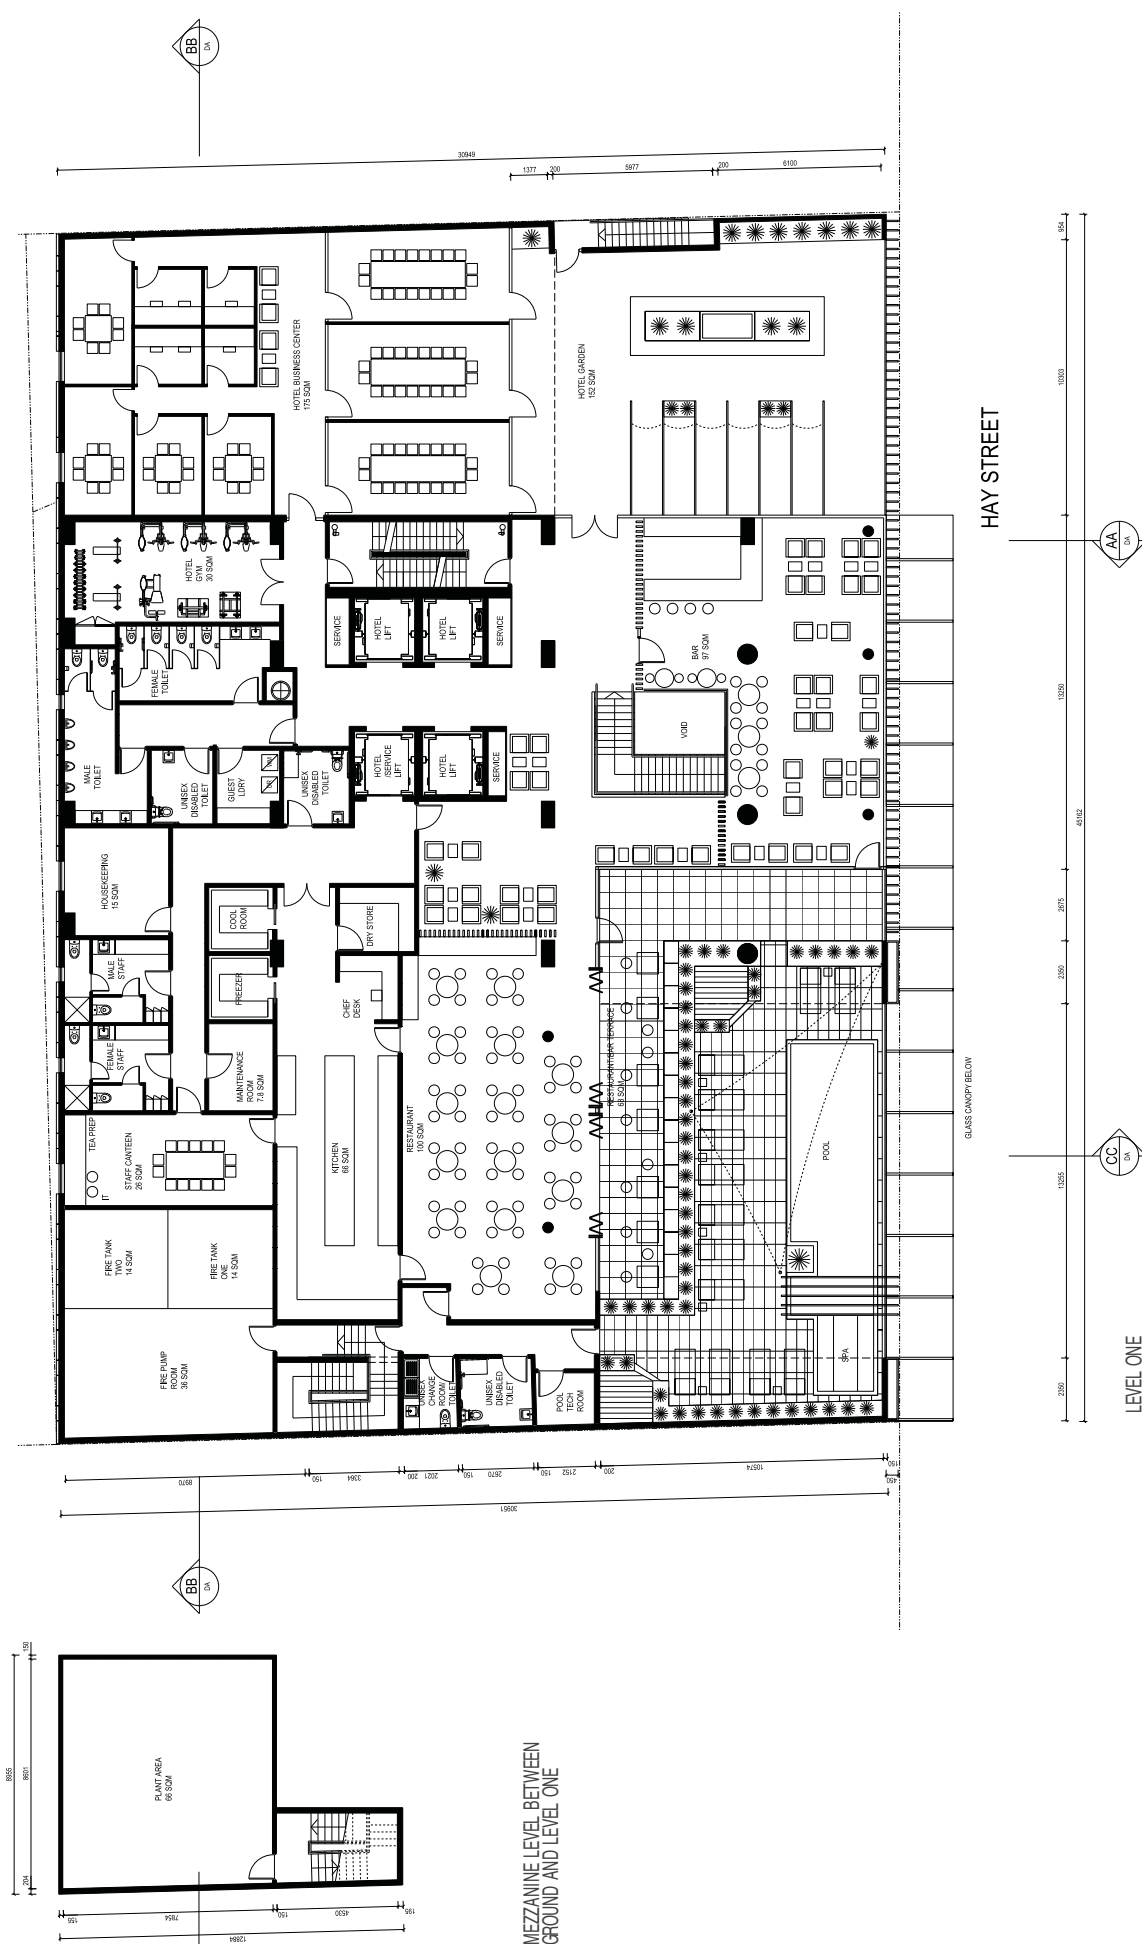 BB
DA
30949
1377
200
5977
200
6100
954
10303
13250
45162
2675
2350
13255
2350
HOTEL BUSINESS CENTER
175 SQM
HOTEL GARDEN
152 SQM
HAY STREET
AA
DA
HOTEL
GYM
30 SQM
SERVICE
HOTEL
LIFT
HOTEL
LIFT
SERVICE
BAR
97 SQM
FEMALE
TOILET
MALE
TOILET
UNISEX
DISABLED
TOILET
GUEST
LDRY
WM
DR
UNISEX
DISABLED
TOILET
HOTEL
/SERVICE
LIFT
HOTEL
LIFT
SERVICE
VOID
HOUSEKEEPING
15 SQM
COOL
ROOM
DRY STORE
MALE
STAFF
FREEZER
CHEF
DESK
FEMALE
STAFF
MAINTENANCE
ROOM
7.8 SQM
RESTAURANT/BAR TERRACE
68 SQM
TEA PREP
STAFF CANTEEN
26 SQM
KITCHEN
66 SQM
RESTAURANT
100 SQM
POOL
GLASS CANOPY BELOW
CC
DA
FIRE TANK
TWO
14 SQM
FIRE TANK
ONE
14 SQM
FIRE PUMP
ROOM
36 SQM
UNISEX
CHANGE
ROOM/
TOILET
UNISEX
DISABLED
TOILET
POOL
TECH
ROOM
SPA
LEVEL ONE
8970
150
3364
200
2021
150
2670
150
2152
200
10574
150
450
30961
BB
DA
8955
150
8601
204
PLANT AREA
66 SQM
155
7854
150
4530
195
12884
MEZZANINE LEVEL BETWEEN
GROUND AND LEVEL ONE